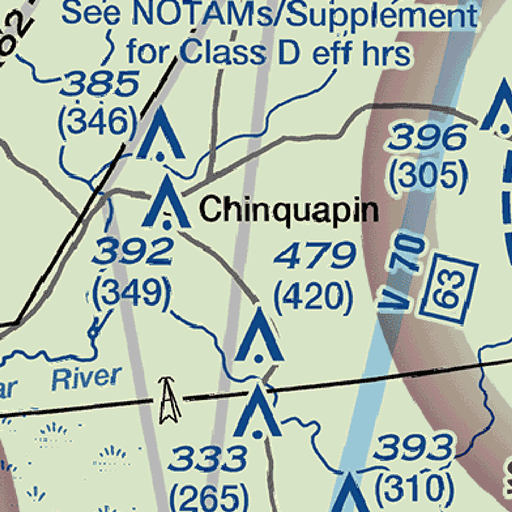 See NOTAMs/Supplement
for Class D eff hrs
385
(346)
396
(305)
Chinquapin
392
(349)
479
(420)
V 70
63
River
333
(265)
393
(310)